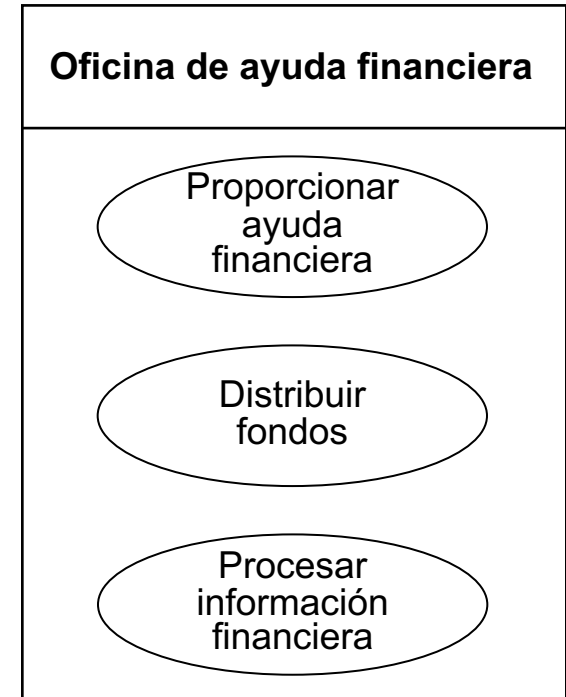 Oficina de ayuda financiera
Proporcionar
ayuda
financiera
Distribuir
fondos
Procesar
información
financiera